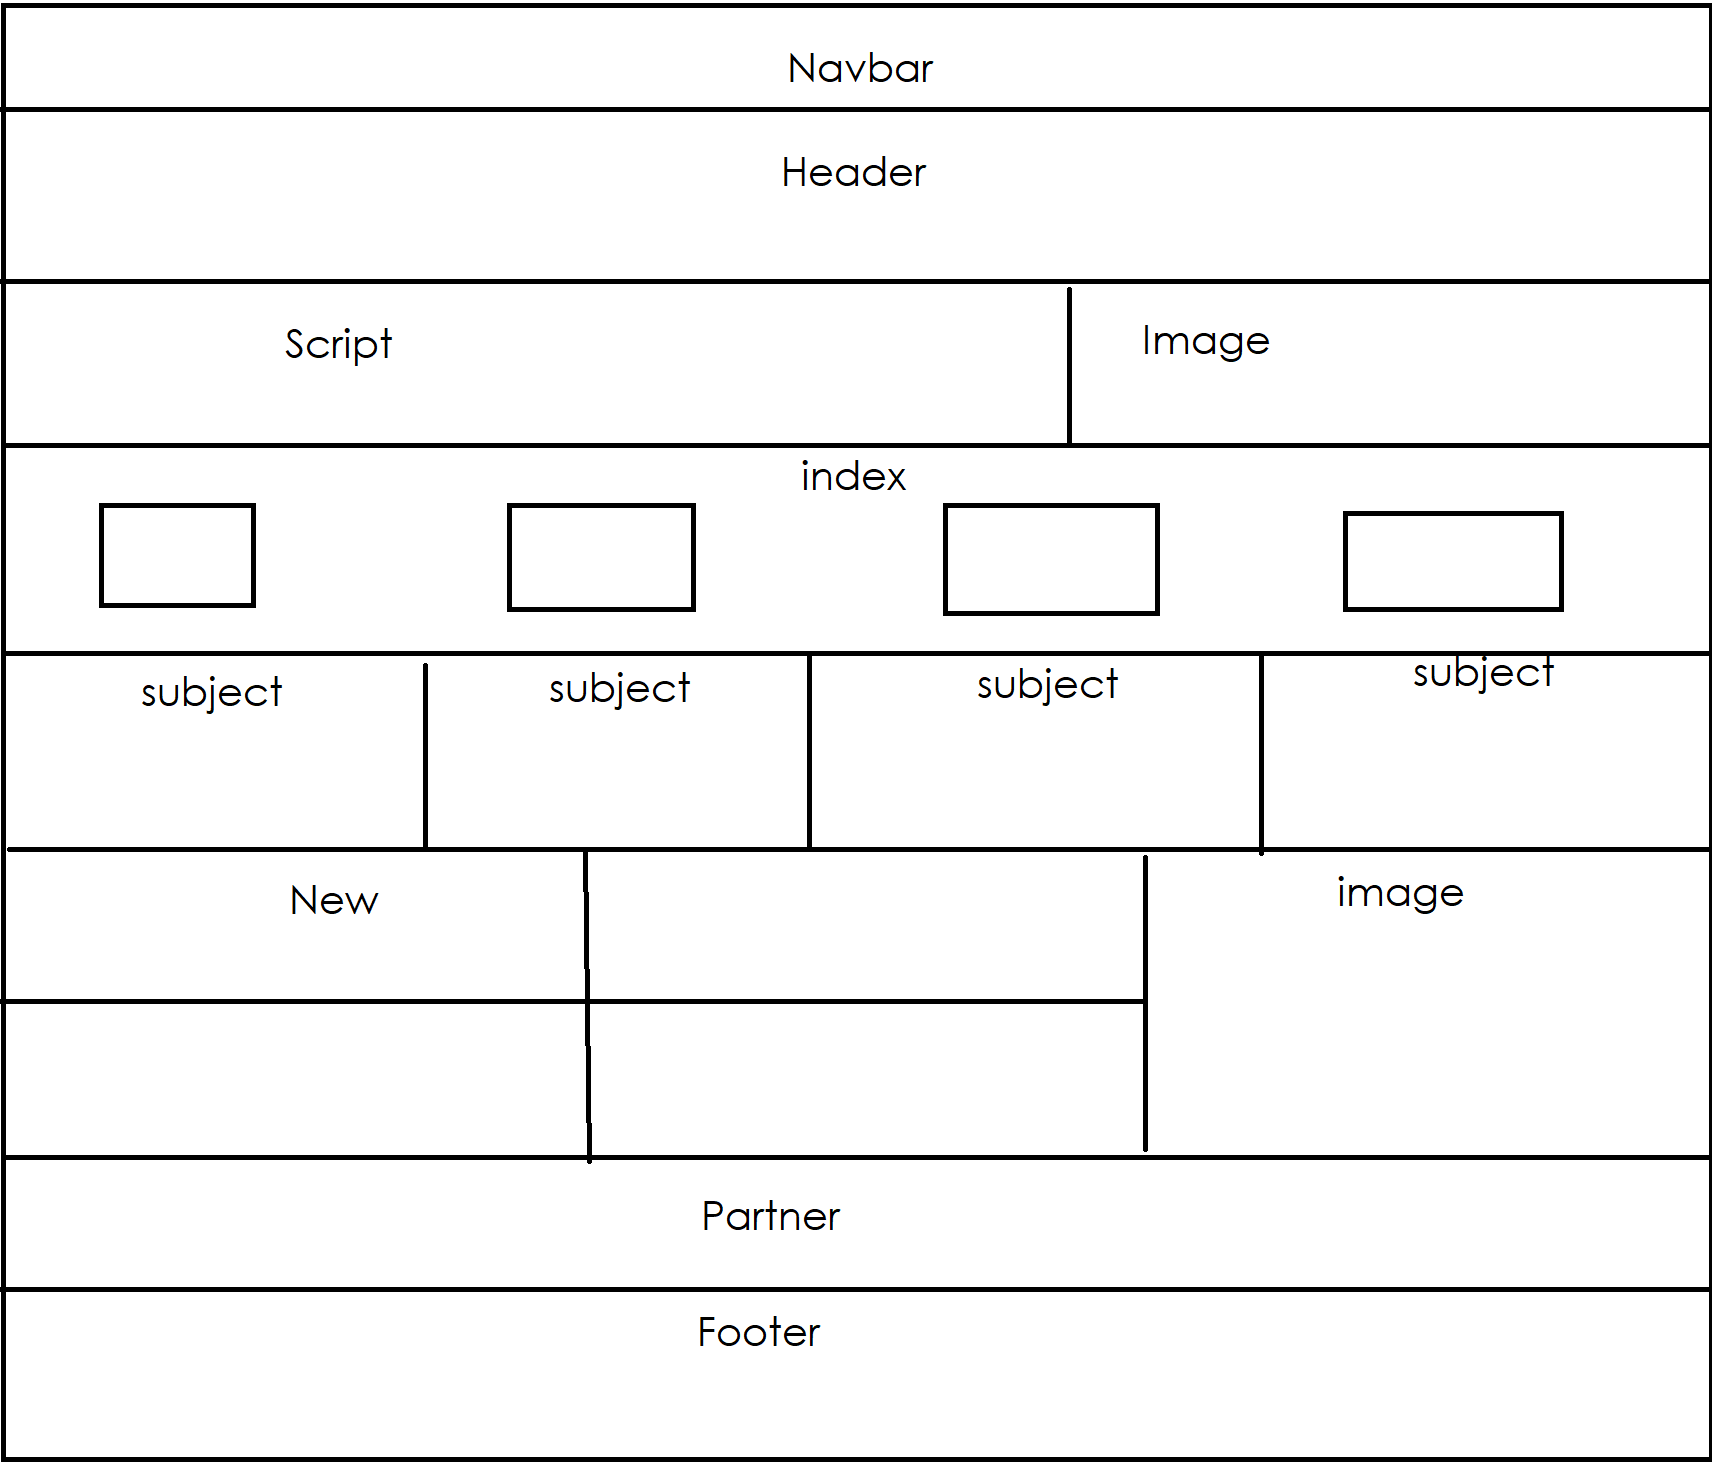 Navbar
Header
Script
Image
index
subject
subject
subject
subject
New
image
Partner
Footer